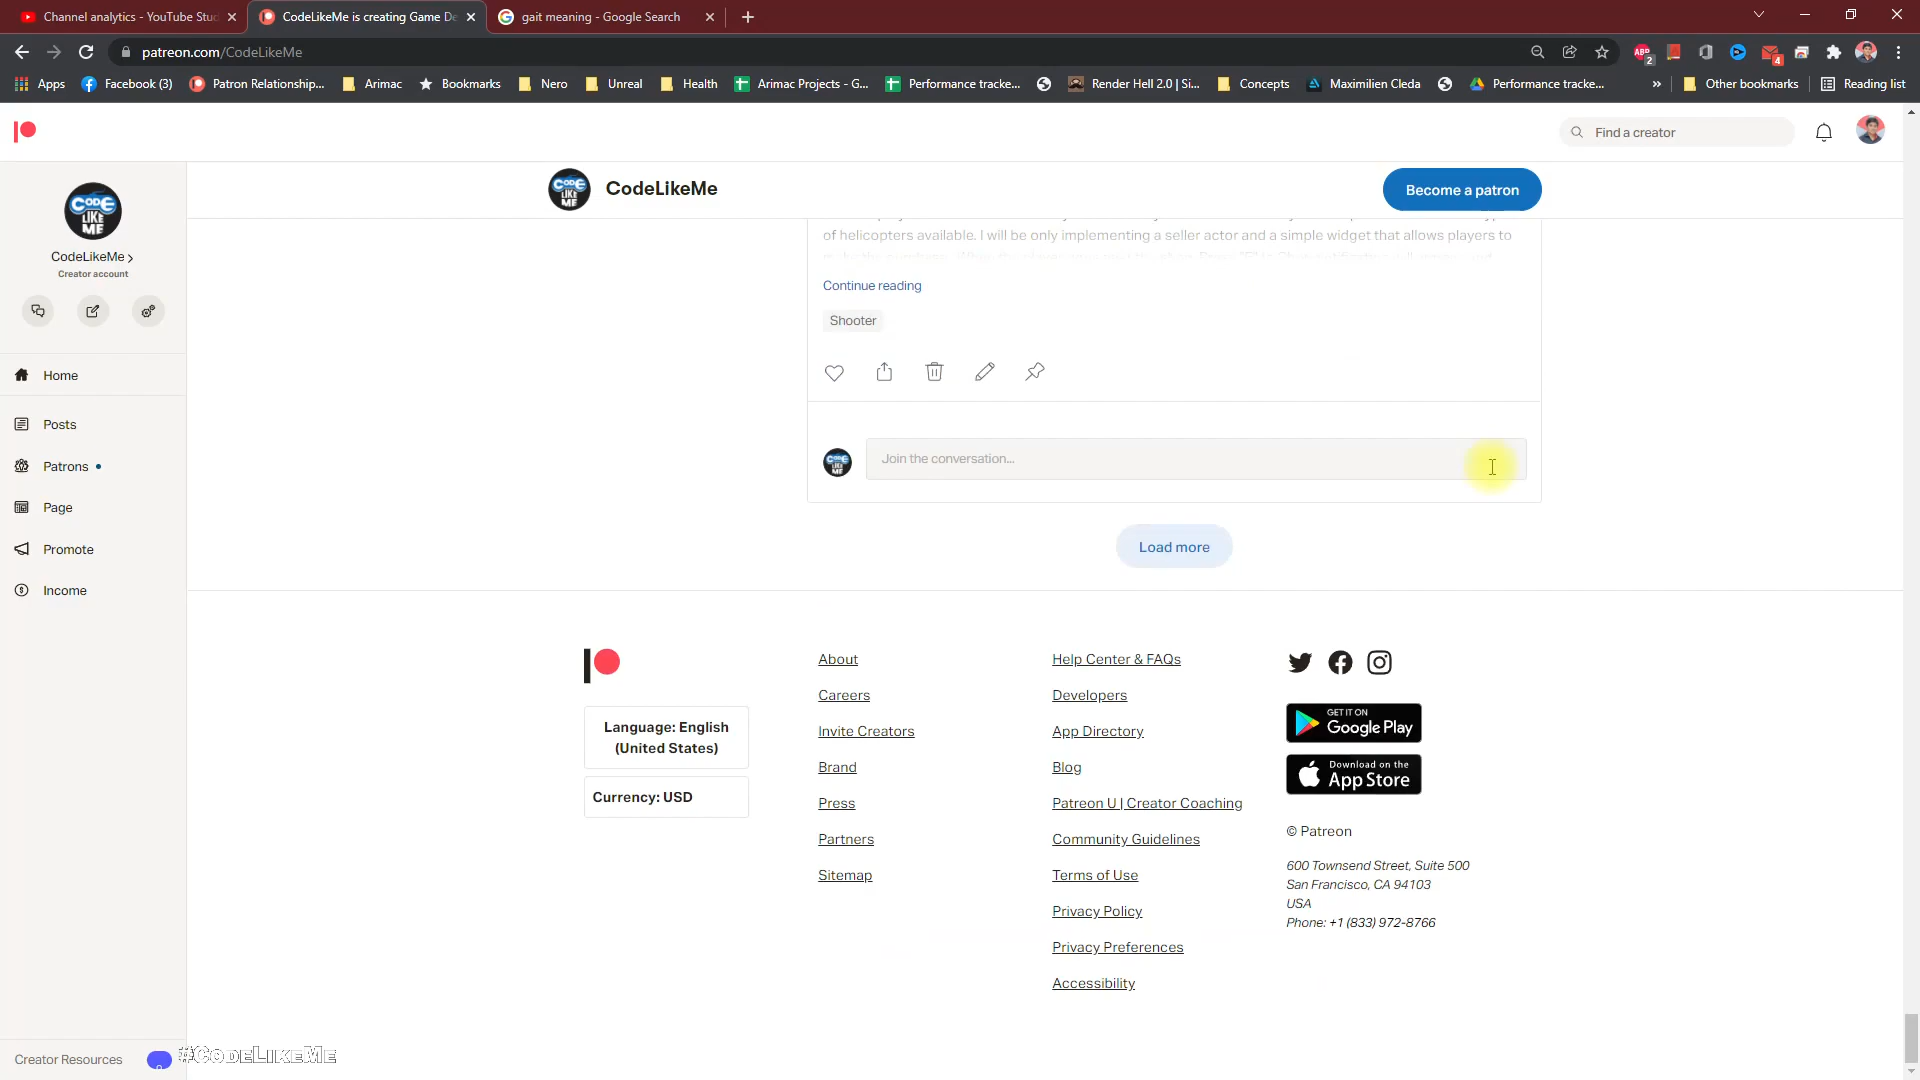 Channel analytics - YouTube Stud
CodeLikeMe is creating Game De
gait meaning - Google Search
patreon.com/CodeLikeMe
Apps
Facebook (3)
Patron Relationship...
Arimac
Bookmarks
Nero
Unreal
Health
Arimac Projects - G...
Performance tracke...
Render Hell 2.0 | Si...
Concepts
Maximilien Cleda
Performance tracke...
Other bookmarks
Reading list
Find a creator
CODE LIKE ME
CodeLikeMe
Become a patron
CodeLikeMe
Creator account
of helicopters available. I will be only implementing a seller actor and a simple widget that allows players to
Continue reading
Shooter
Home
Posts
Patrons
Page
Promote
Income
Join the conversation...
Load more
Language: English
(United States)
Currency: USD
About
Careers
Invite Creators
Brand
Press
Partners
Sitemap
Help Center & FAQs
Developers
App Directory
Blog
Patreon U | Creator Coaching
Community Guidelines
Terms of Use
Privacy Policy
Privacy Preferences
Accessibility
GET IT ON
Google Play
Download on the
App Store
© Patreon
600 Townsend Street, Suite 500
San Francisco, CA 94103
USA
Phone: +1 (833) 972-8766
Creator Resources
#CodeLikeMe